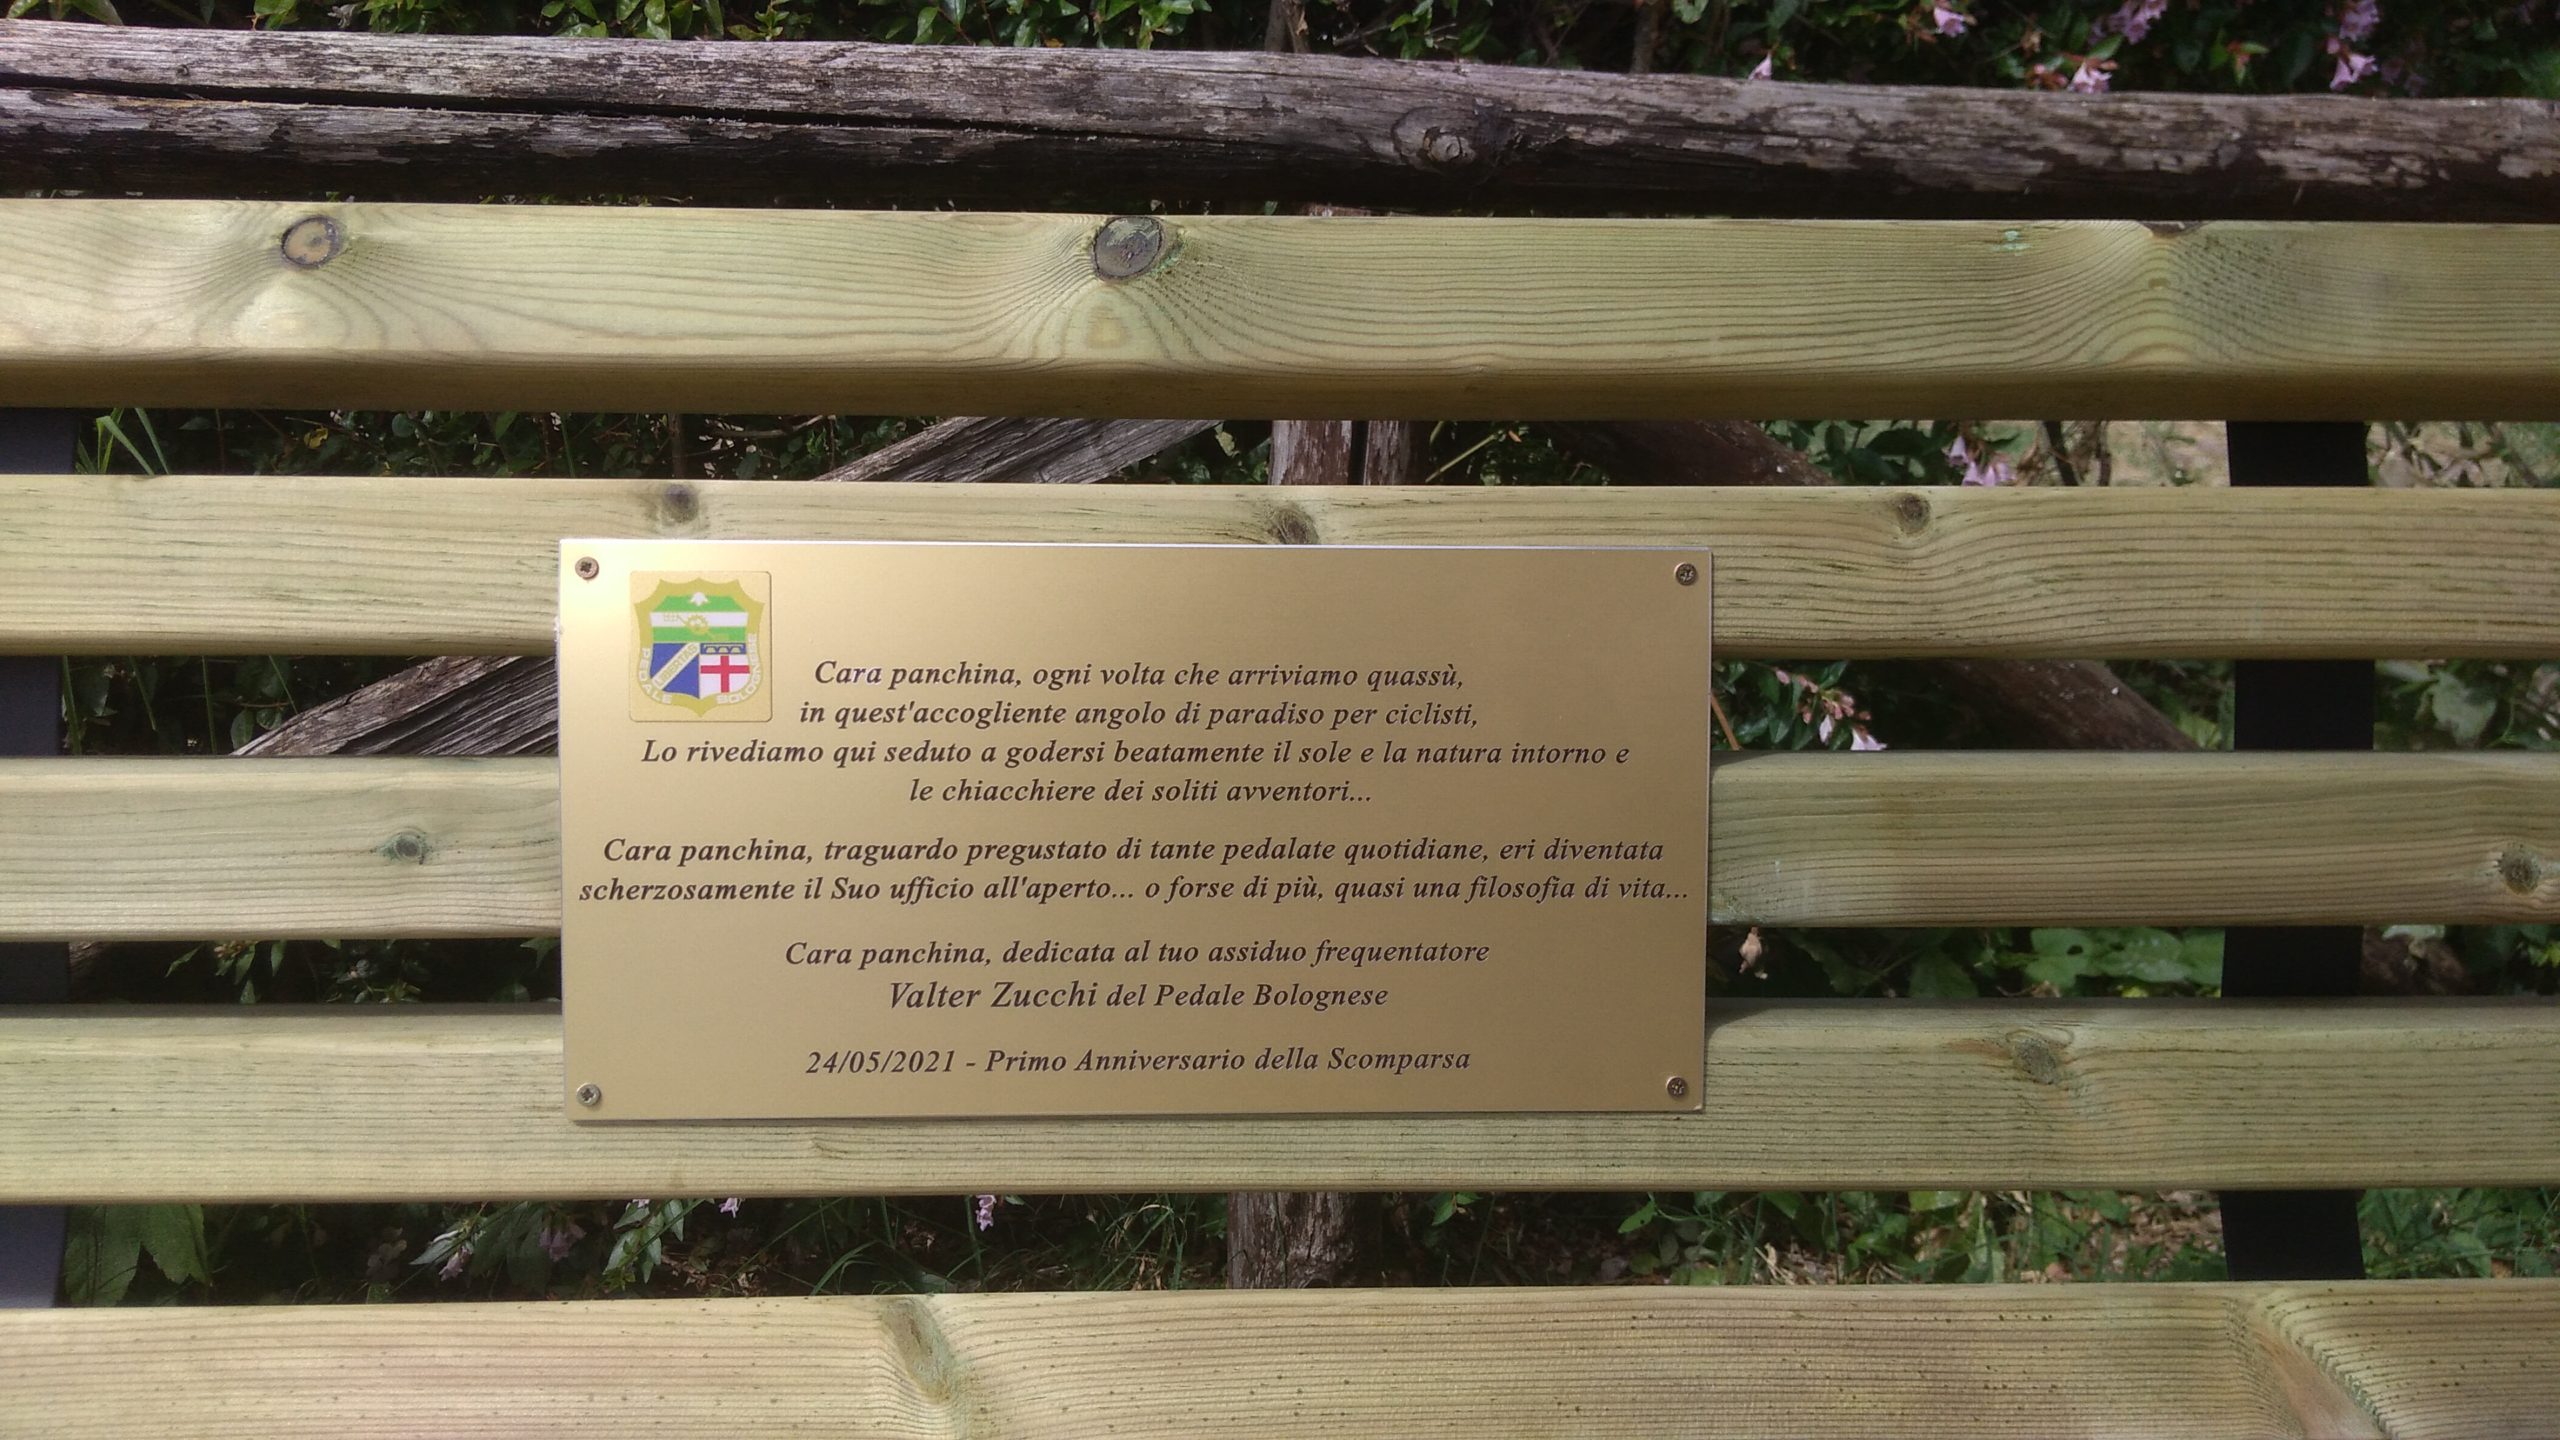 LIBERTAS
PEDALE BOLOGNESE
Cara panchina, ogni volta che arriviamo quassù,
in quest'accogliente angolo di paradiso per ciclisti,
Lo rivediamo qui seduto a godersi beatamente il sole e la natura intorno e
le chiacchiere dei soliti avventori...
Cara panchina, traguardo pregustato di tante pedalate quotidiane, eri diventata
scherzosamente il Suo ufficio all'aperto... o forse di più, quasi una filosofia di vita...
Cara panchina, dedicata al tuo assiduo frequentatore
Valter Zucchi del Pedale Bolognese
24/05/2021 - Primo Anniversario della Scomparsa